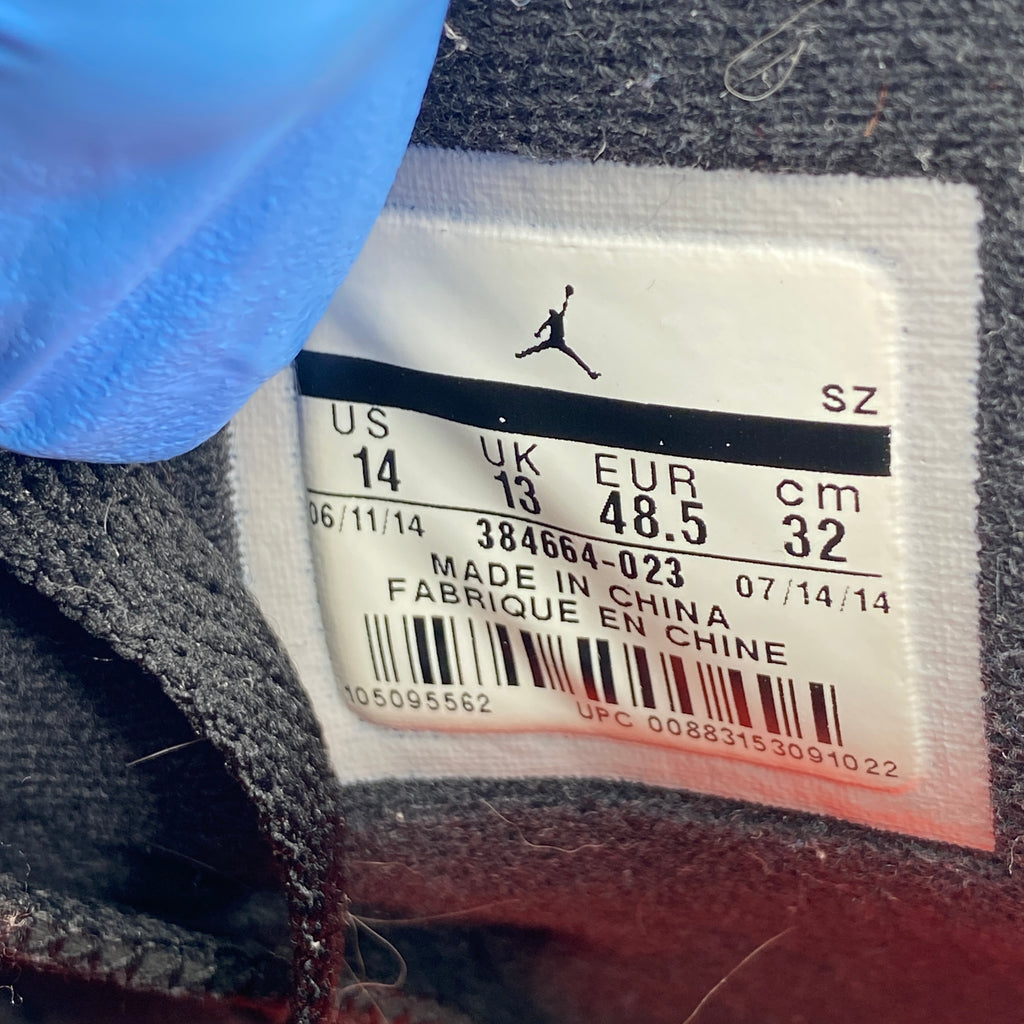 SZ
US UK EUR cm
14 13 48.5 32
06/11/14 384664-023 07/14/14
MADE IN CHINA
FABRIQUE EN CHINE
105095562 UPC 00883153091022